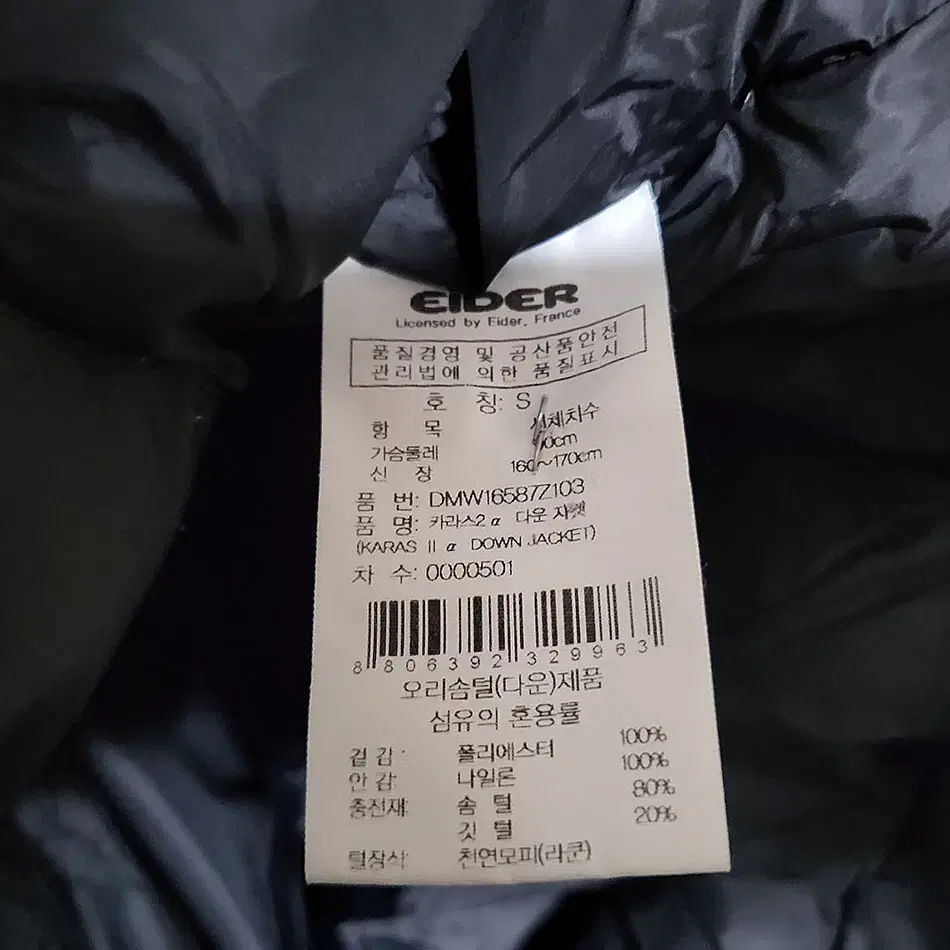 EIDER
Licensed by Eider, France
품질경영 및 공산품안전
관리법에 의한 품질표시
호 칭: S
항 목 신체치수
가슴둘레 90cm
신 장 160~170cm
품 번: DMW16587Z103
품 명: 카라스2 α 다운 자켓
(KARAS II α DOWN JACKET)
차 수: 0000501
8 806392 329963
오리솜털(다운)제품
섬유의 혼용률
겉감: 폴리에스터 100%
안감: 나일론 100%
충전재: 솜 털 80%
깃 털 20%
털장식: 천연모피(라쿤)